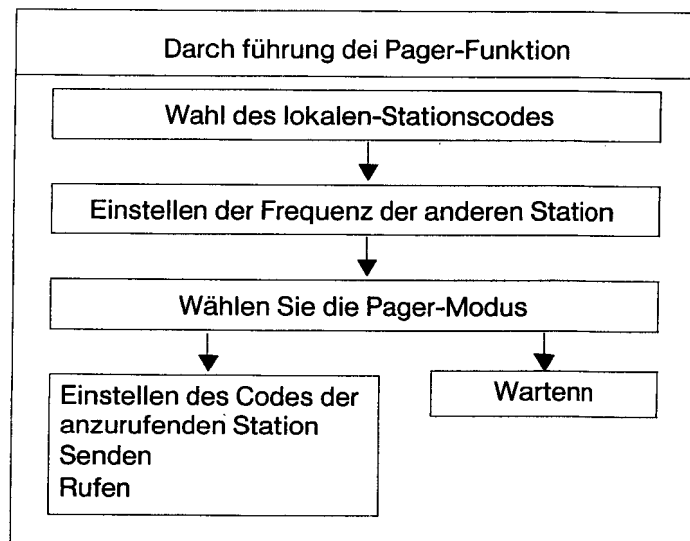 Darch führung dei Pager-Funktion
Wahl des lokalen-Stationscodes
Einstellen der Frequenz der anderen Station
Wählen Sie die Pager-Modus
Einstellen des Codes der
anzurufenden Station
Senden
Rufen
Wartenn